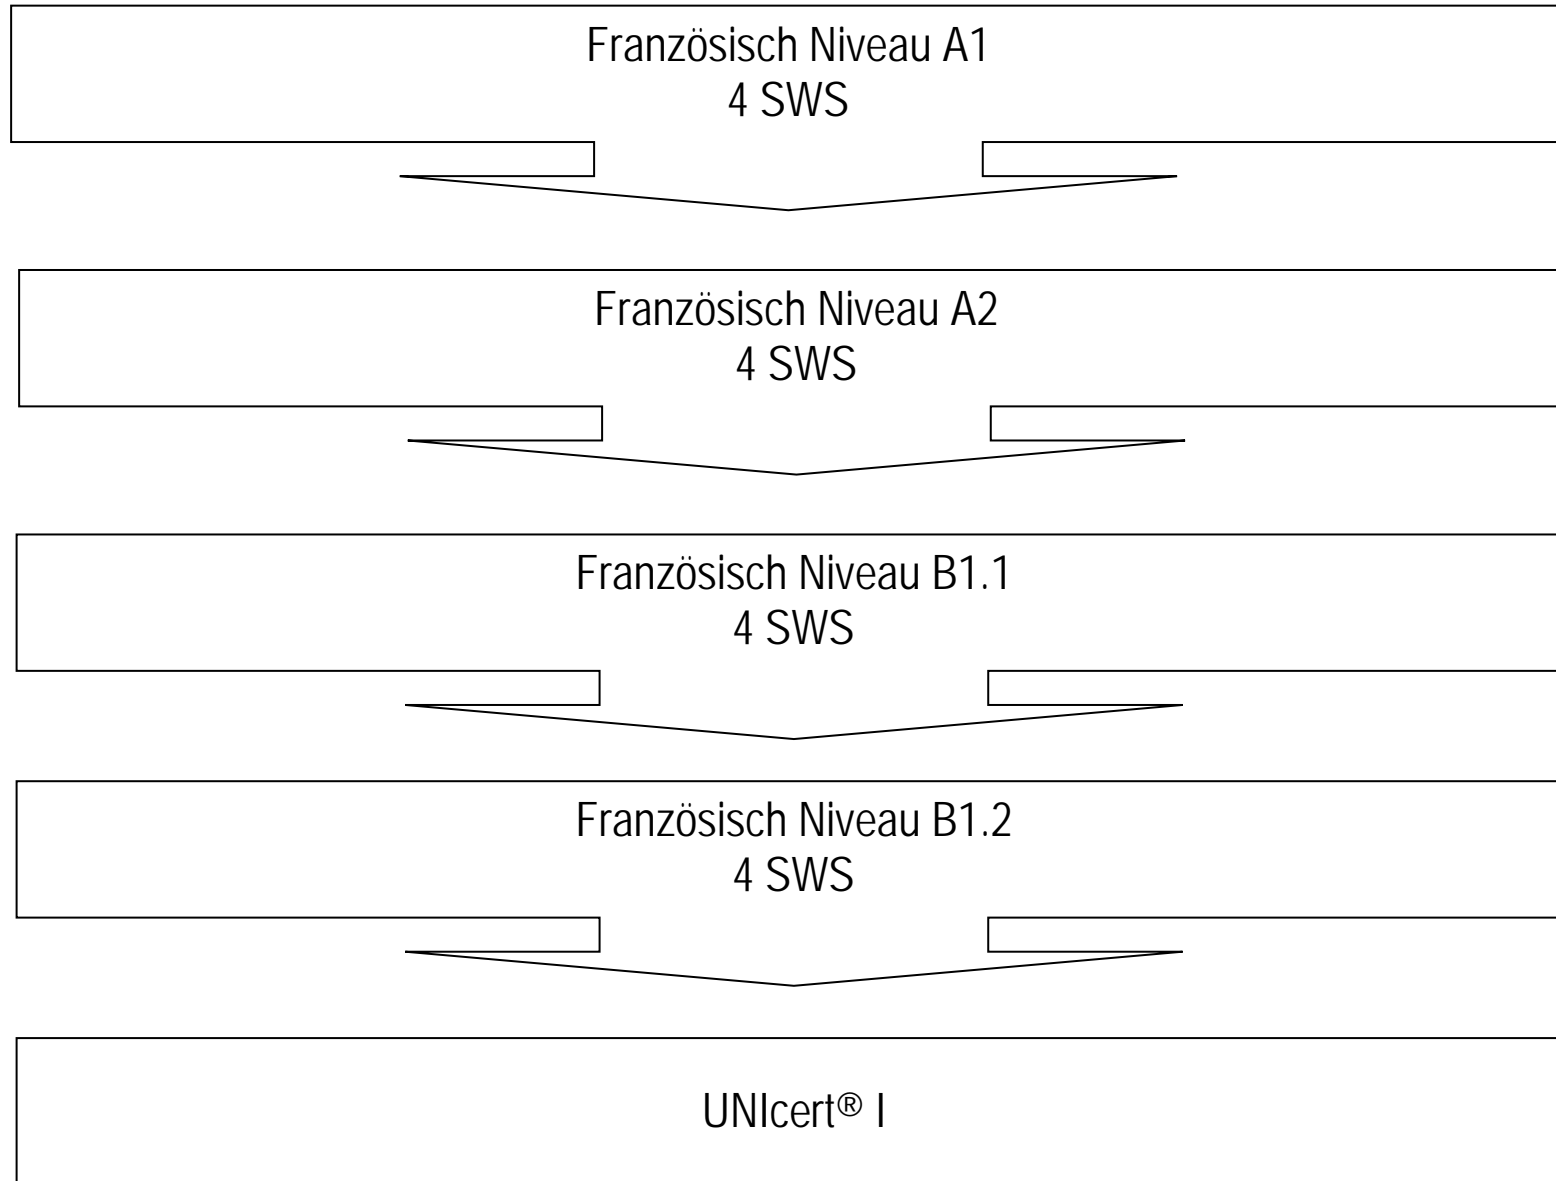 Französisch Niveau A1
4 SWS
Französisch Niveau A2
4 SWS
Französisch Niveau B1.1
4 SWS
Französisch Niveau B1.2
4 SWS
UNIcert® I